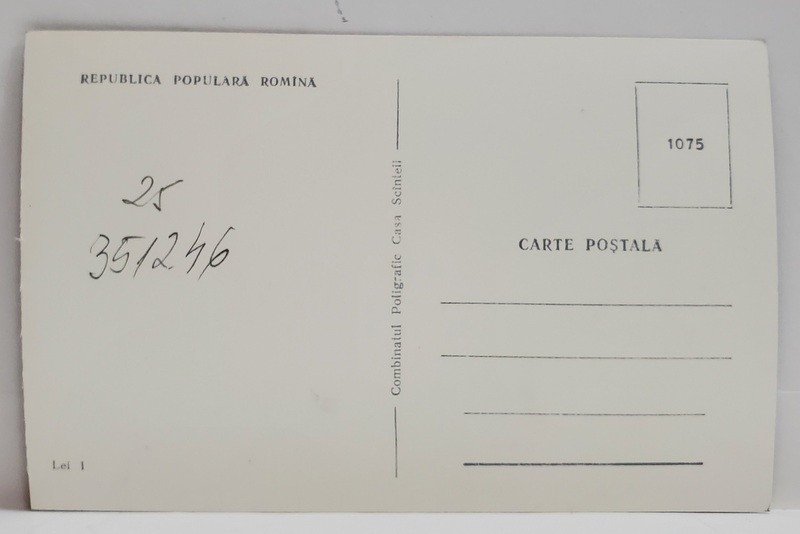 REPUBLICA POPULARĂ ROMÎNĂ
25
351246
Lei 1
Combinatul Poligrafic Casa Scînteii
1075
CARTE POȘTALĂ